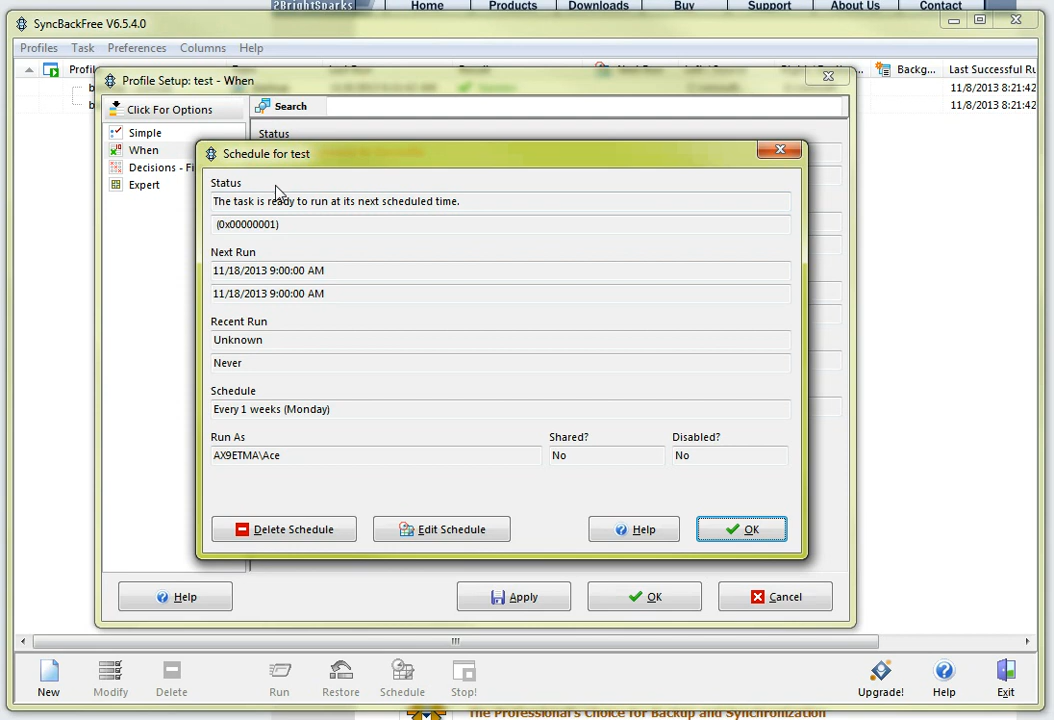 2BrightSparks Home Products Downloads Buy Support About Us Contact
SyncBackFree V6.5.4.0
Profiles Task Preferences Columns Help
Profi Backg... Last Successful Ru
11/8/2013 8:21:42
11/8/2013 8:21:42
Profile Setup: test - When
Click For Options
Search
Simple
When
Decisions - Fi
Expert
Status
Schedule for test
Status
The task is ready to run at its next scheduled time.
(0x00000001)
Next Run
11/18/2013 9:00:00 AM
11/18/2013 9:00:00 AM
Recent Run
Unknown
Never
Schedule
Every 1 weeks (Monday)
Run As Shared? Disabled?
AX9ETMA\Ace No No
Delete Schedule Edit Schedule Help OK
Help Apply OK Cancel
New Modify Delete Run Restore Schedule Stop! Upgrade! Help Exit
The Professional's Choice for Backup and Synchronization